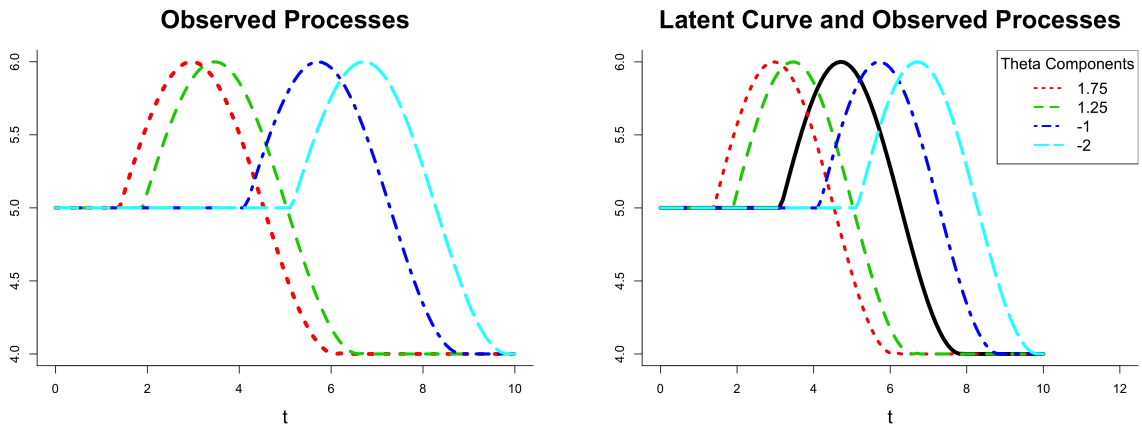 Observed Processes
6.0
5.5
5.0
4.5
4.0
0 2 4 6 8 10
t
Latent Curve and Observed Processes
6.0
5.5
5.0
4.5
4.0
0 2 4 6 8 10 12
t
Theta Components
1.75
1.25
-1
-2